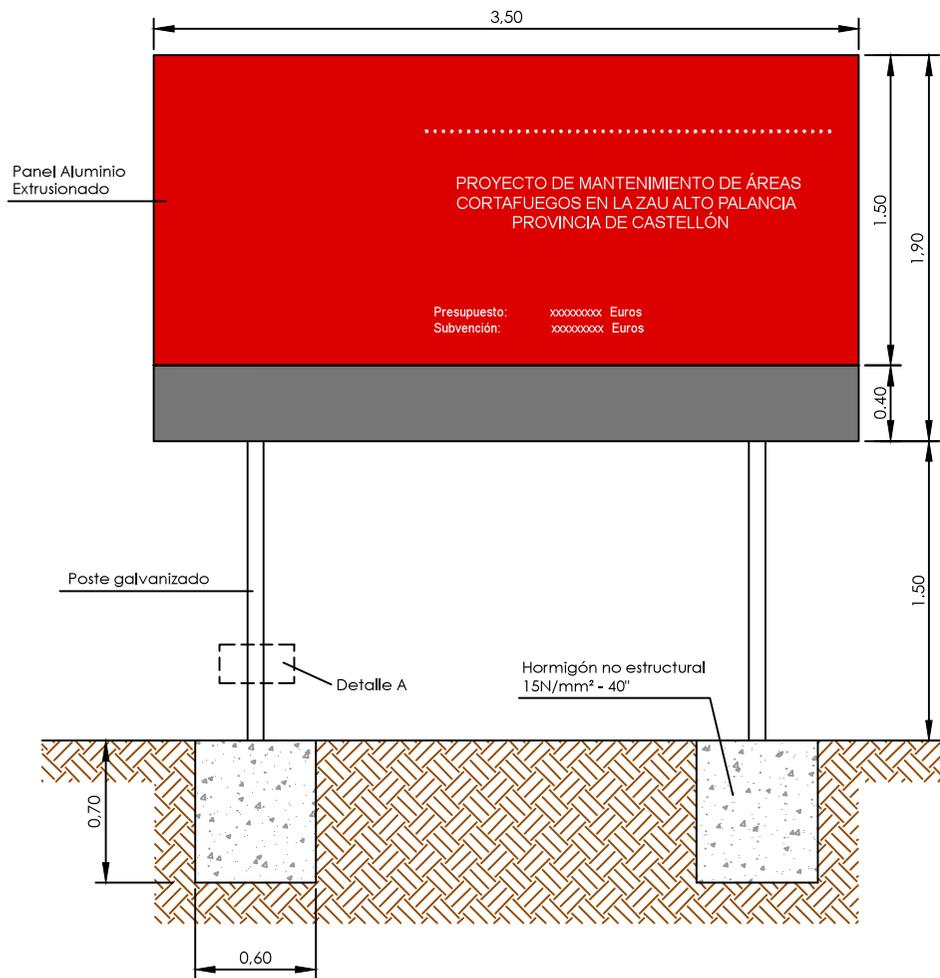 3,50
Panel Aluminio
Extrusionado
PROYECTO DE MANTENIMIENTO DE ÁREAS
CORTAFUEGOS EN LA ZAU ALTO PALANCIA
PROVINCIA DE CASTELLÓN
1.50
1,90
Presupuesto: xxxxxxxxx Euros
Subvención: xxxxxxxxx Euros
0.40
Poste galvanizado
1.50
Detalle A
Hormigón no estructural
15N/mm² - 40"
0,70
0,60